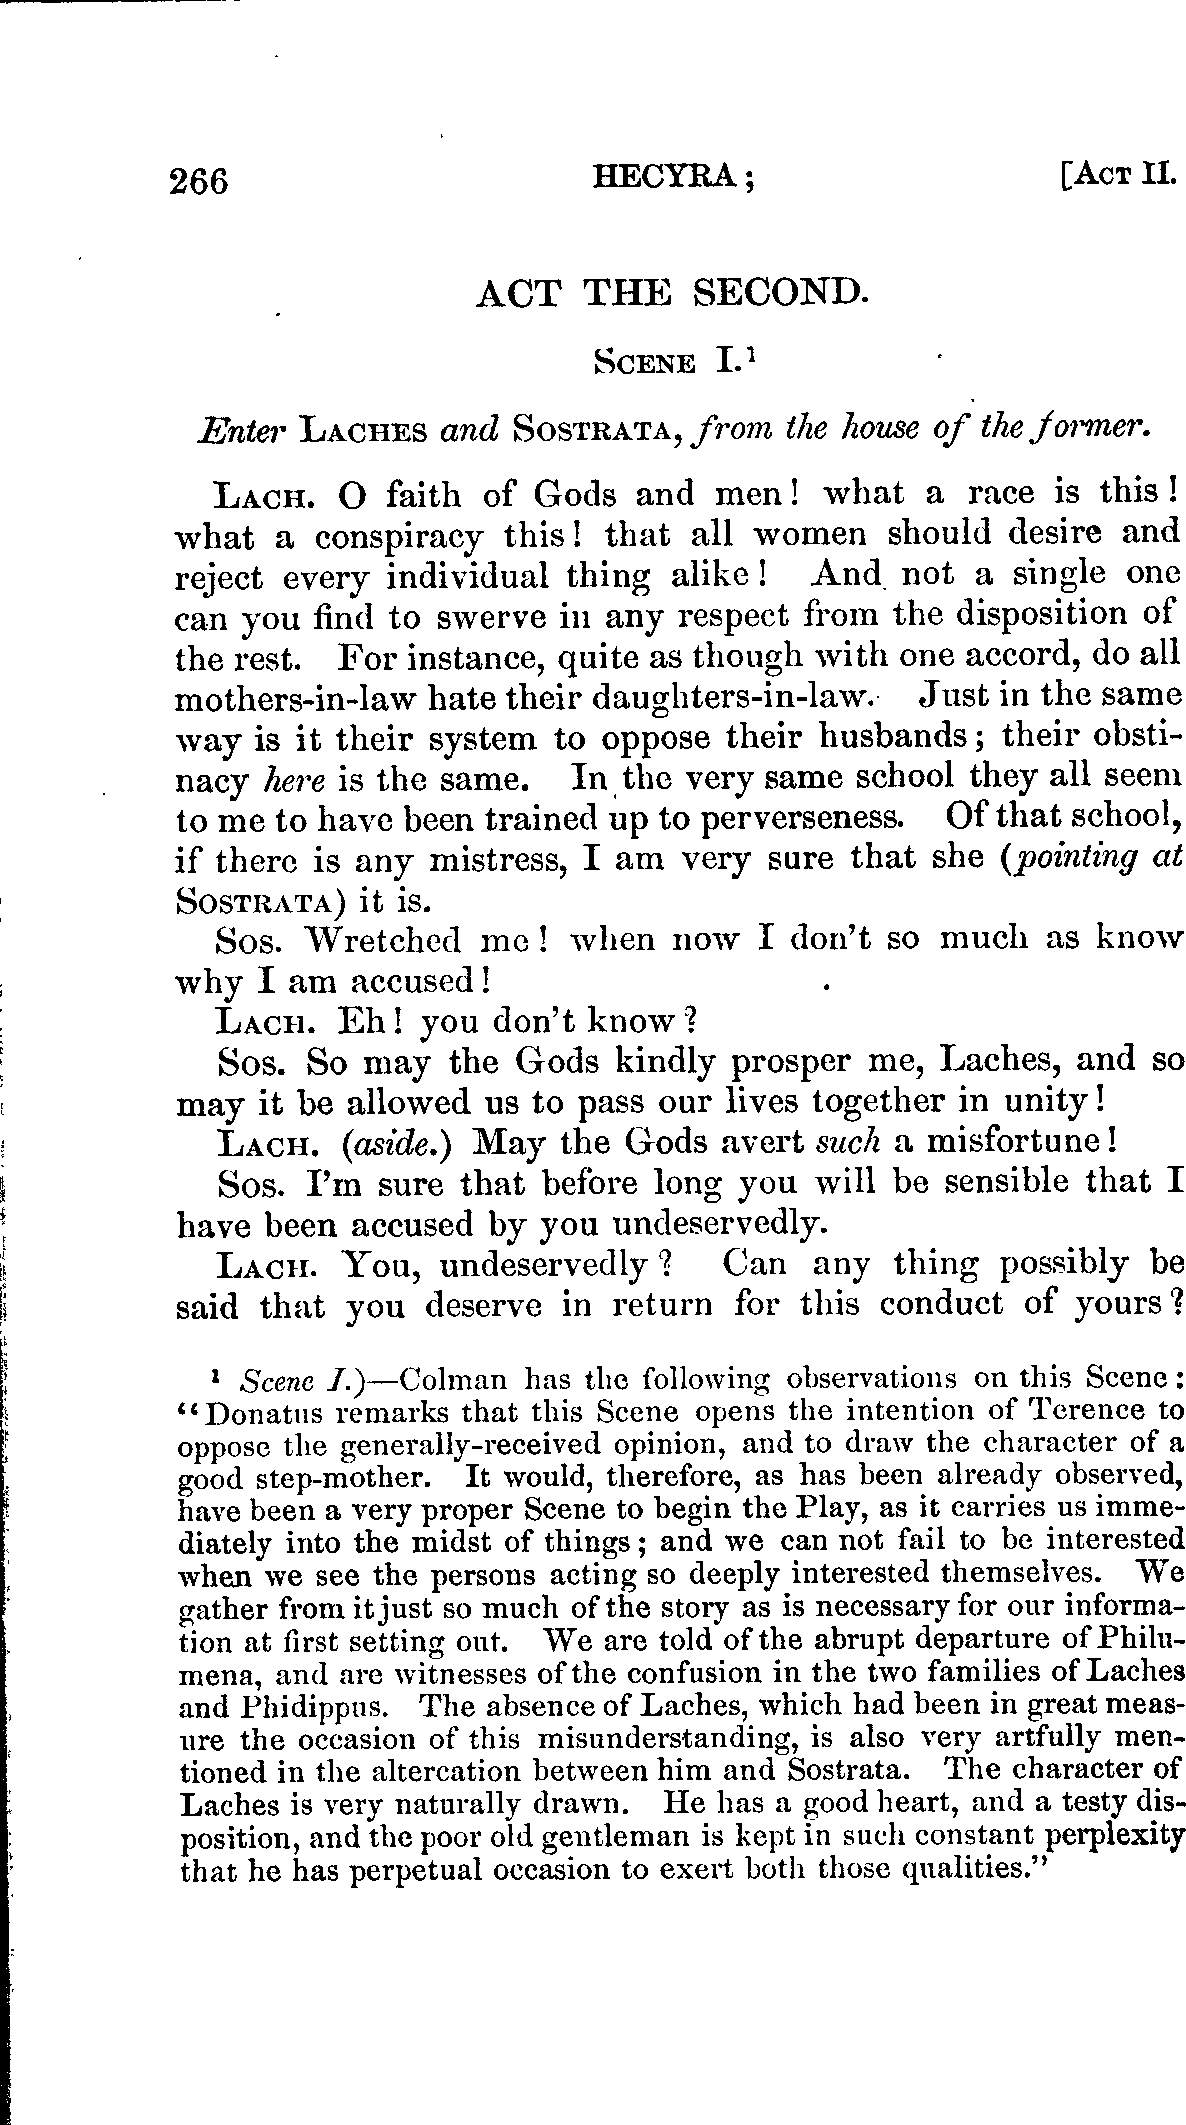 266 HECYRA; [ACT II.
ACT THE SECOND.
SCENE I.¹
Enter LACHES and SOSTRATA, from the house of the former.
LACH. O faith of Gods and men! what a race is this!
what a conspiracy this! that all women should desire and
reject every individual thing alike! And not a single one
can you find to swerve in any respect from the disposition of
the rest. For instance, quite as though with one accord, do all
mothers-in-law hate their daughters-in-law. Just in the same
way is it their system to oppose their husbands; their obsti-
nacy here is the same. In the very same school they all seem
to me to have been trained up to perverseness. Of that school,
if there is any mistress, I am very sure that she (pointing at
SOSTRATA) it is.
SOS. Wretched me! when now I don't so much as know
why I am accused!
LACH. Eh! you don't know?
SOS. So may the Gods kindly prosper me, Laches, and so
may it be allowed us to pass our lives together in unity!
LACH. (aside.) May the Gods avert such a misfortune!
SOS. I'm sure that before long you will be sensible that I
have been accused by you undeservedly.
LACH. You, undeservedly? Can any thing possibly be
said that you deserve in return for this conduct of yours?
¹ Scene I.)—Colman has the following observations on this Scene:
"Donatus remarks that this Scene opens the intention of Terence to
oppose the generally-received opinion, and to draw the character of a
good step-mother. It would, therefore, as has been already observed,
have been a very proper Scene to begin the Play, as it carries us imme-
diately into the midst of things; and we can not fail to be interested
when we see the persons acting so deeply interested themselves. We
gather from it just so much of the story as is necessary for our informa-
tion at first setting out. We are told of the abrupt departure of Philu-
mena, and are witnesses of the confusion in the two families of Laches
and Phidippus. The absence of Laches, which had been in great meas-
ure the occasion of this misunderstanding, is also very artfully men-
tioned in the altercation between him and Sostrata. The character of
Laches is very naturally drawn. He has a good heart, and a testy dis-
position, and the poor old gentleman is kept in such constant perplexity
that he has perpetual occasion to exert both those qualities."